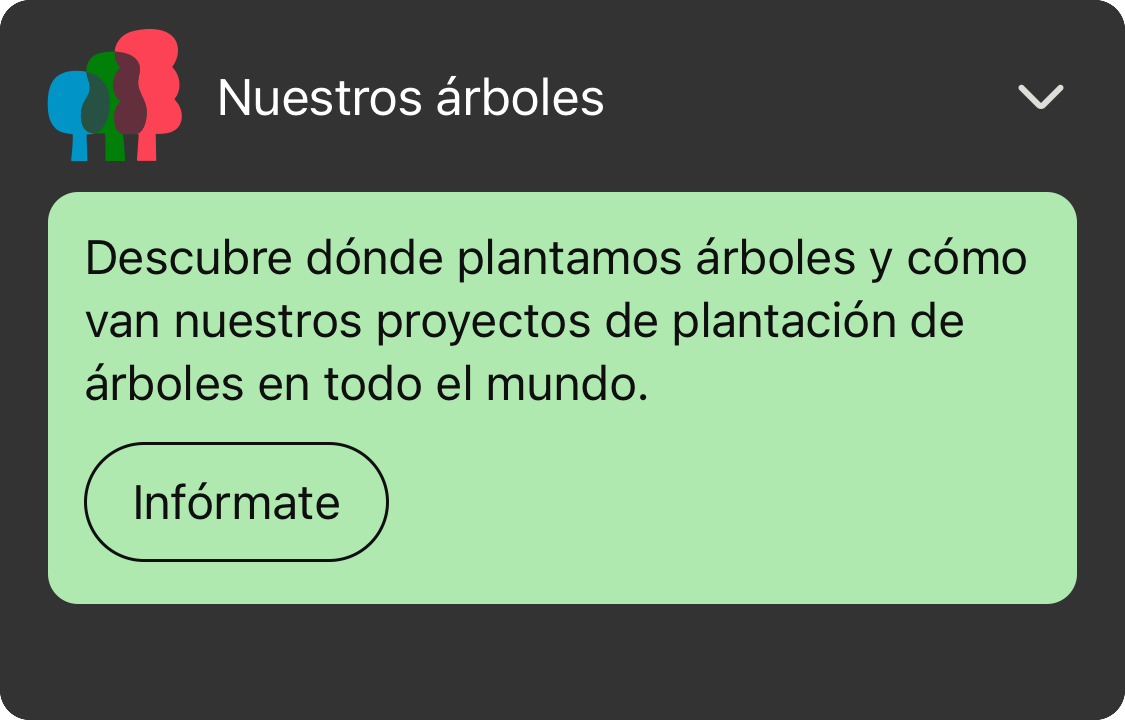 Nuestros árboles
Descubre dónde plantamos árboles y cómo
van nuestros proyectos de plantación de
árboles en todo el mundo.
Infórmate